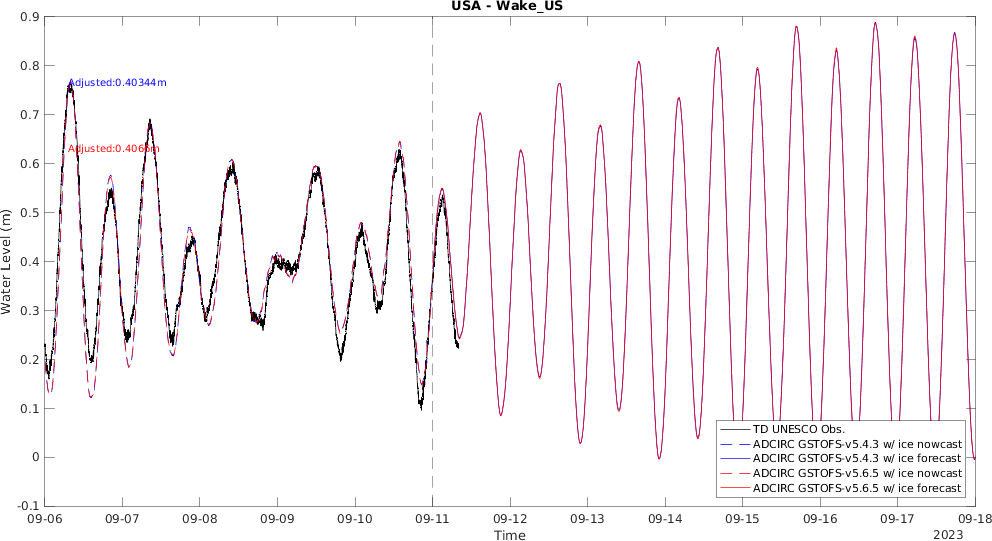 USA - Wake_US
0.9
0.8
0.7
0.6
0.5
0.4
0.3
0.2
0.1
0
-0.1
Water Level (m)
Adjusted:0.40344m
Adjusted:0.4066m
TD UNESCO Obs.
ADCIRC GSTOFS-v5.4.3 w/ ice nowcast
ADCIRC GSTOFS-v5.4.3 w/ ice forecast
ADCIRC GSTOFS-v5.6.5 w/ ice nowcast
ADCIRC GSTOFS-v5.6.5 w/ ice forecast
09-06 09-07 09-08 09-09 09-10 09-11 09-12 09-13 09-14 09-15 09-16 09-17 09-18
Time
2023